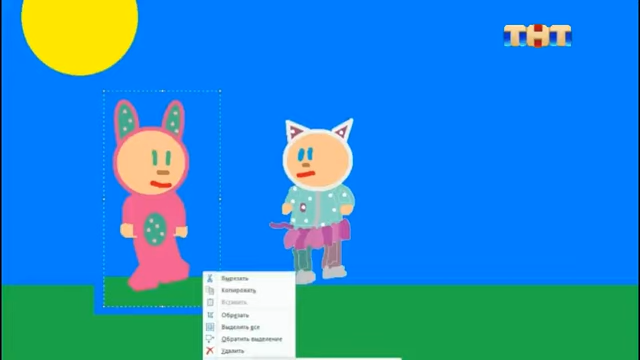 ТНТ
Вырезать
Копировать
Вставить
Обрезать
Выделить все
Обратить выделение
Удалить